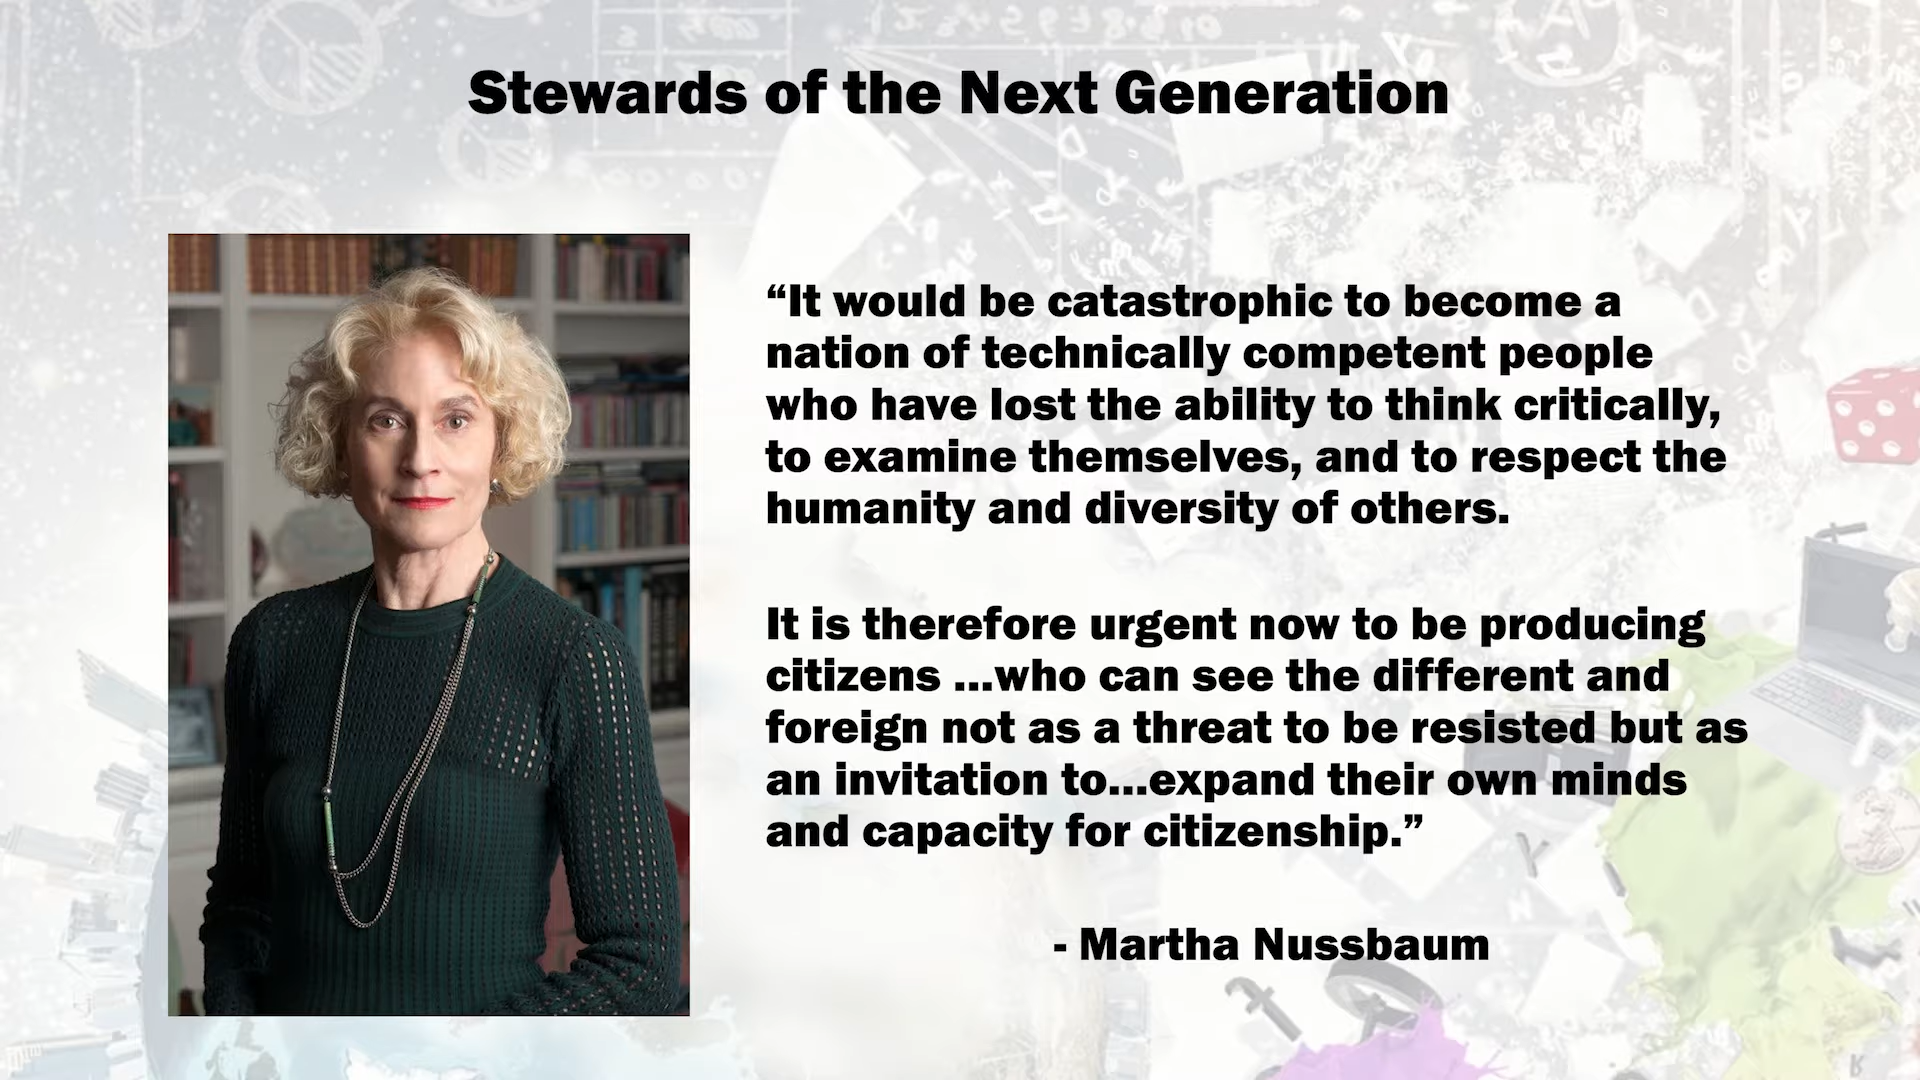 Stewards of the Next Generation
“It would be catastrophic to become a
nation of technically competent people
who have lost the ability to think critically,
to examine themselves, and to respect the
humanity and diversity of others.
It is therefore urgent now to be producing
citizens ...who can see the different and
foreign not as a threat to be resisted but as
an invitation to...expand their own minds
and capacity for citizenship.”
- Martha Nussbaum